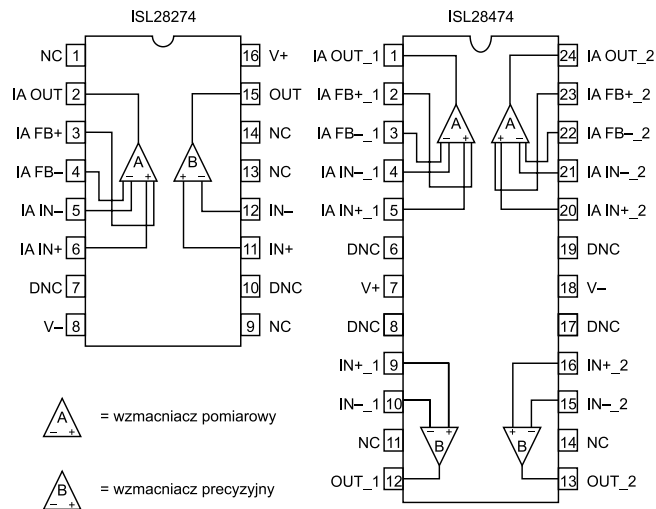 ISL28274
NC 1 16 V+
IA OUT 2 15 OUT
IA FB+ 3 14 NC
IA FB– 4 13 NC
IA IN– 5 12 IN–
IA IN+ 6 11 IN+
DNC 7 10 DNC
V– 8 9 NC
A – +
B + –
A – + = wzmacniacz pomiarowy
B – + = wzmacniacz precyzyjny
ISL28474
IA OUT_1 1 24 IA OUT_2
IA FB+_1 2 23 IA FB+_2
IA FB–_1 3 22 IA FB–_2
IA IN–_1 4 21 IA IN–_2
IA IN+_1 5 20 IA IN+_2
DNC 6 19 DNC
V+ 7 18 V–
DNC 8 17 DNC
IN+_1 9 16 IN+_2
IN–_1 10 15 IN–_2
NC 11 14 NC
OUT_1 12 13 OUT_2
A – + A + –
B – + B + –